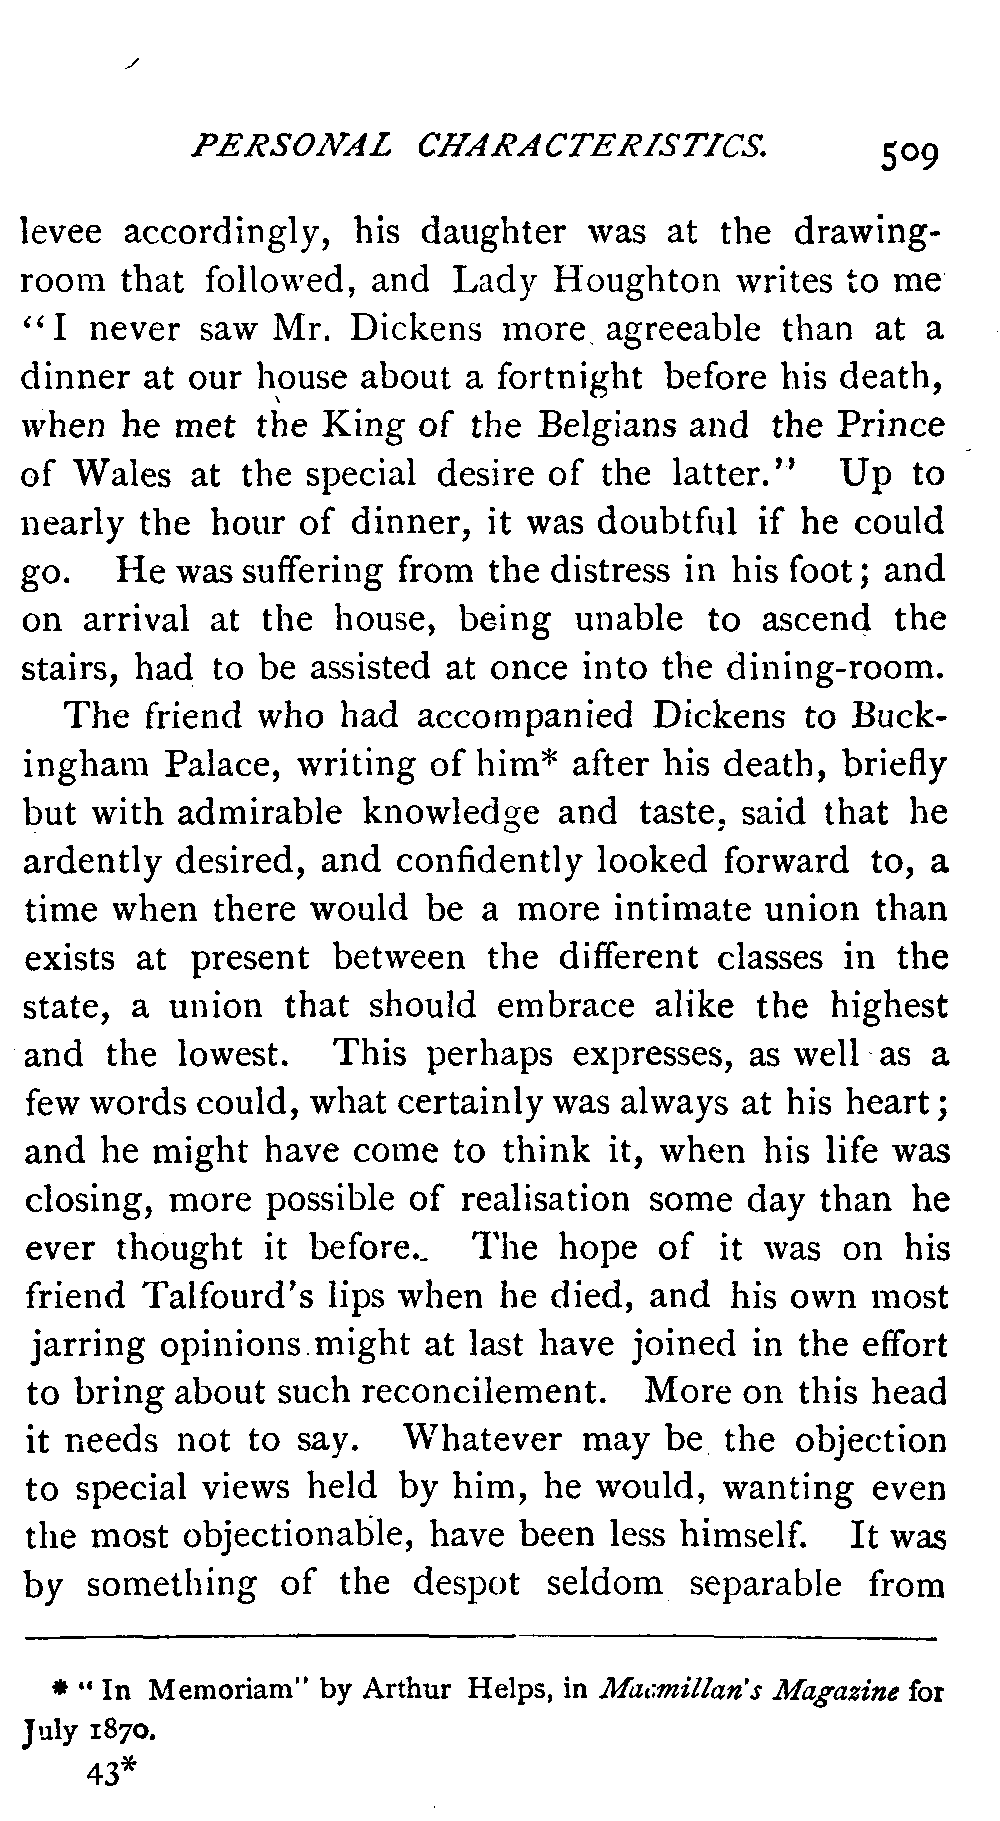 PERSONAL CHARACTERISTICS. 509
levee accordingly, his daughter was at the drawing-
room that followed, and Lady Houghton writes to me
"I never saw Mr. Dickens more agreeable than at a
dinner at our house about a fortnight before his death,
when he met the King of the Belgians and the Prince
of Wales at the special desire of the latter." Up to
nearly the hour of dinner, it was doubtful if he could
go. He was suffering from the distress in his foot; and
on arrival at the house, being unable to ascend the
stairs, had to be assisted at once into the dining-room.
The friend who had accompanied Dickens to Buck-
ingham Palace, writing of him* after his death, briefly
but with admirable knowledge and taste, said that he
ardently desired, and confidently looked forward to, a
time when there would be a more intimate union than
exists at present between the different classes in the
state, a union that should embrace alike the highest
and the lowest. This perhaps expresses, as well as a
few words could, what certainly was always at his heart;
and he might have come to think it, when his life was
closing, more possible of realisation some day than he
ever thought it before. The hope of it was on his
friend Talfourd's lips when he died, and his own most
jarring opinions might at last have joined in the effort
to bring about such reconcilement. More on this head
it needs not to say. Whatever may be the objection
to special views held by him, he would, wanting even
the most objectionable, have been less himself. It was
by something of the despot seldom separable from
* "In Memoriam" by Arthur Helps, in Macmillan's Magazine for
July 1870.
43*